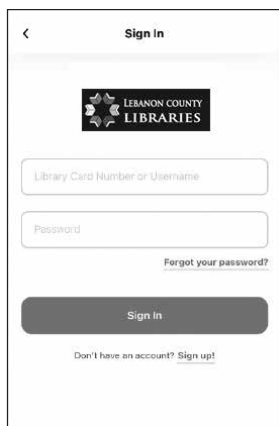 Sign In
LEBANON COUNTY
LIBRARIES
Library Card Number or Username
Password
Forgot your password?
Sign In
Don't have an account? Sign up!